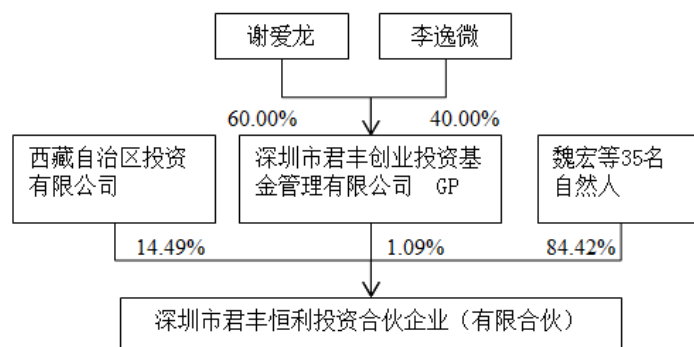 谢爱龙
李逸微
60.00%
40.00%
西藏自治区投资
有限公司
深圳市君丰创业投资基
金管理有限公司 GP
魏宏等35名
自然人
14.49%
1.09%
84.42%
深圳市君丰恒利投资合伙企业（有限合伙）